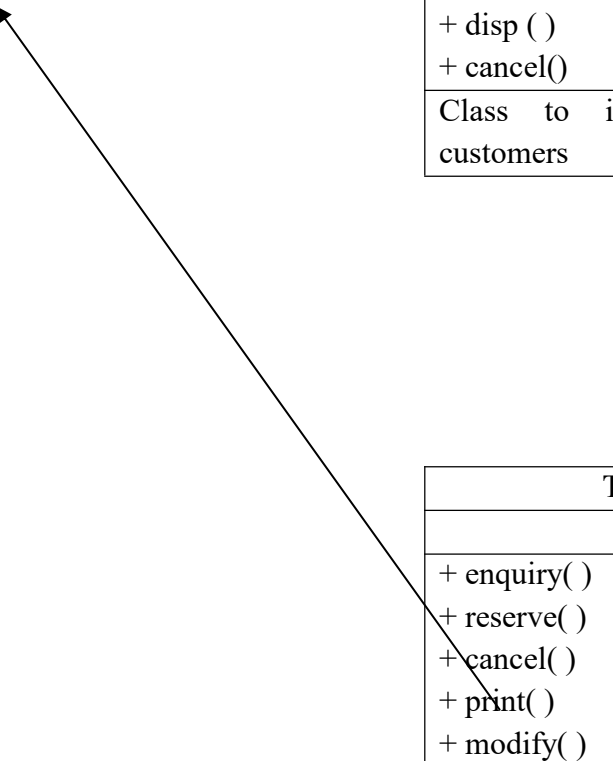 + disp ( )
+ cancel()
Class to
customers
+ enquiry( )
+ reserve( )
+ cancel( )
+ print( )
+ modify( )